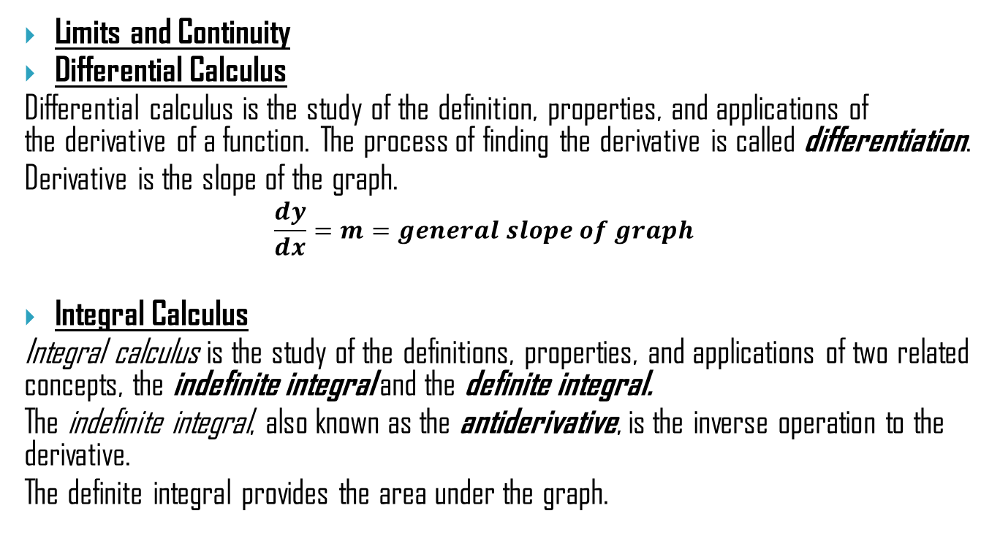 Limits and Continuity
Differential Calculus
Differential calculus is the study of the definition, properties, and applications of
the derivative of a function. The process of finding the derivative is called differentiation.
Derivative is the slope of the graph.
dy/dx = m = general slope of graph
Integral Calculus
Integral calculus is the study of the definitions, properties, and applications of two related
concepts, the indefinite integral and the definite integral.
The indefinite integral, also known as the antiderivative, is the inverse operation to the
derivative.
The definite integral provides the area under the graph.